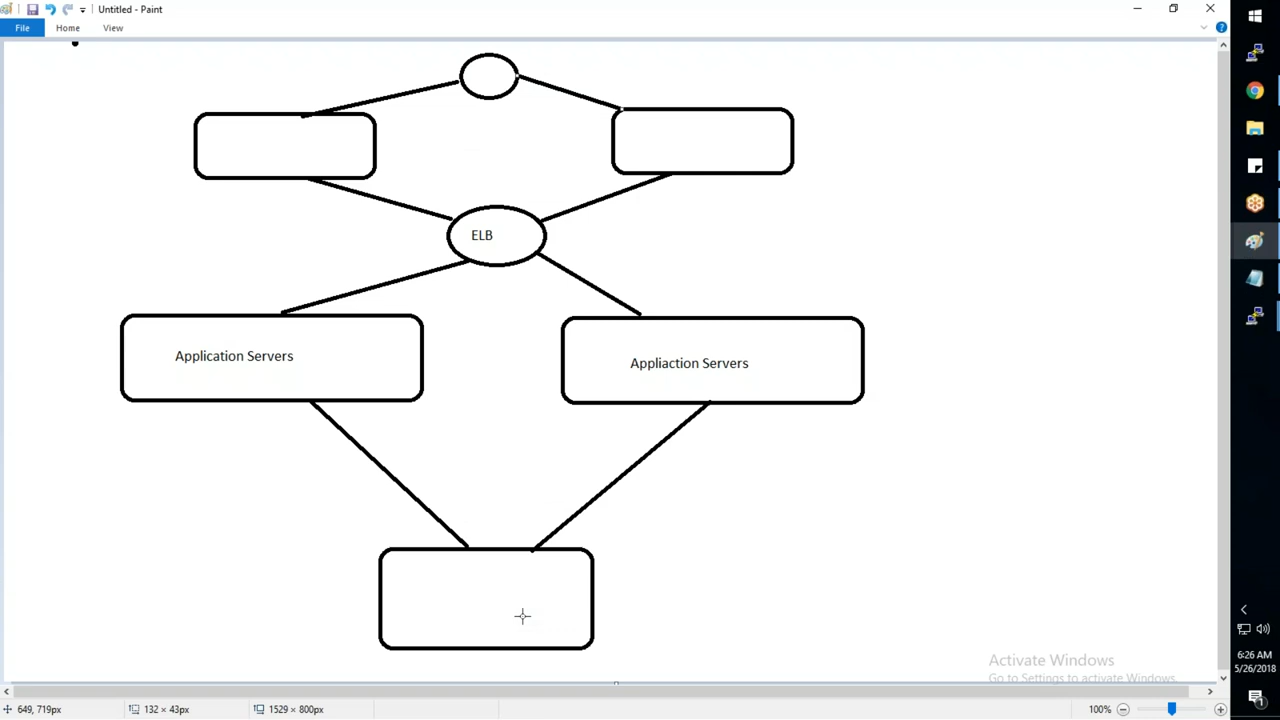 Untitled - Paint
File Home View
ELB
Application Servers
Appliaction Servers
Activate Windows
Go to Settings to activate Windows.
6:26 AM
5/26/2018
649, 719px
132 × 43px
1529 × 800px
100%
1